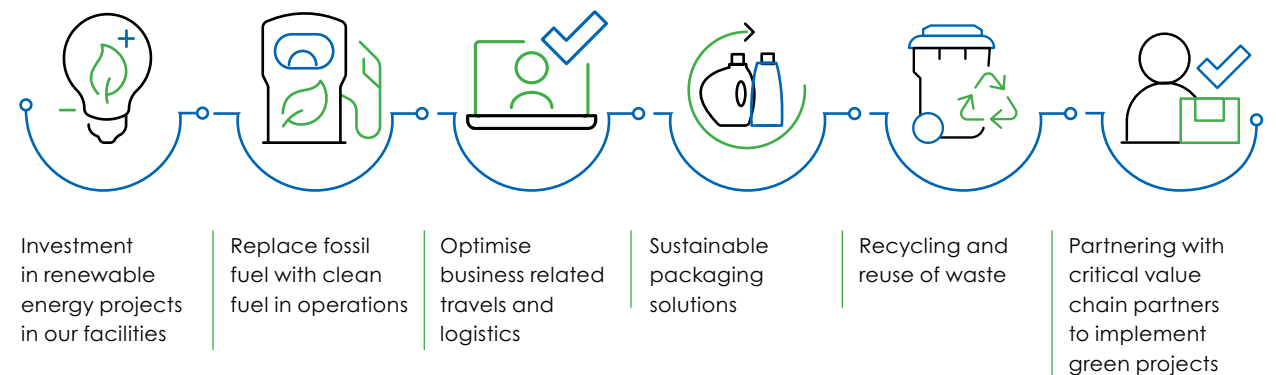 Investment
in renewable
energy projects
in our facilities
Replace fossil
fuel with clean
fuel in operations
Optimise
business related
travels and
logistics
Sustainable
packaging
solutions
Recycling and
reuse of waste
Partnering with
critical value
chain partners
to implement
green projects